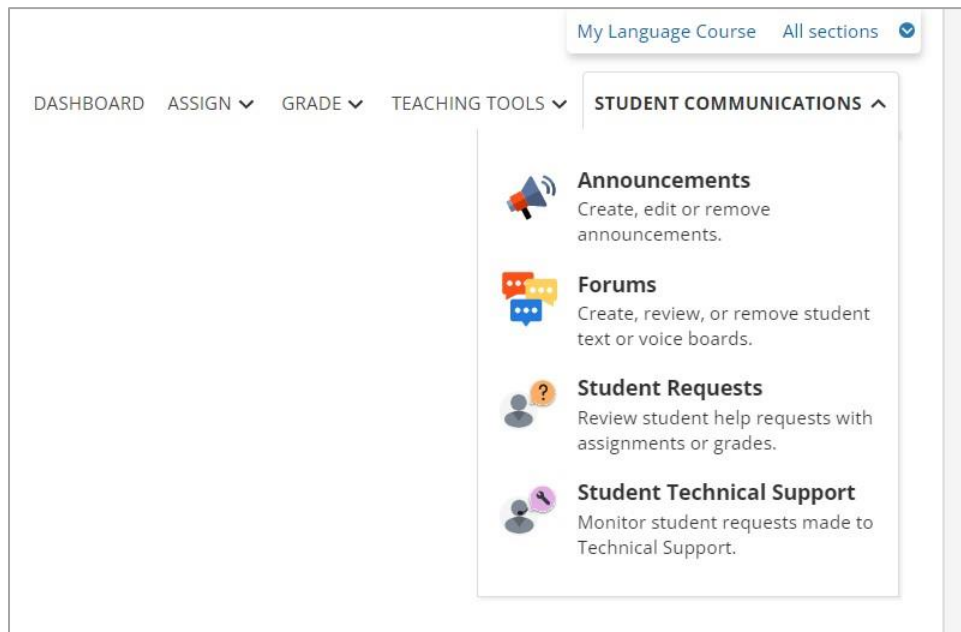 My Language Course All sections
DASHBOARD ASSIGN GRADE TEACHING TOOLS STUDENT COMMUNICATIONS
Announcements
Create, edit or remove
announcements.
Forums
Create, review, or remove student
text or voice boards.
?
Student Requests
Review student help requests with
assignments or grades.
Student Technical Support
Monitor student requests made to
Technical Support.